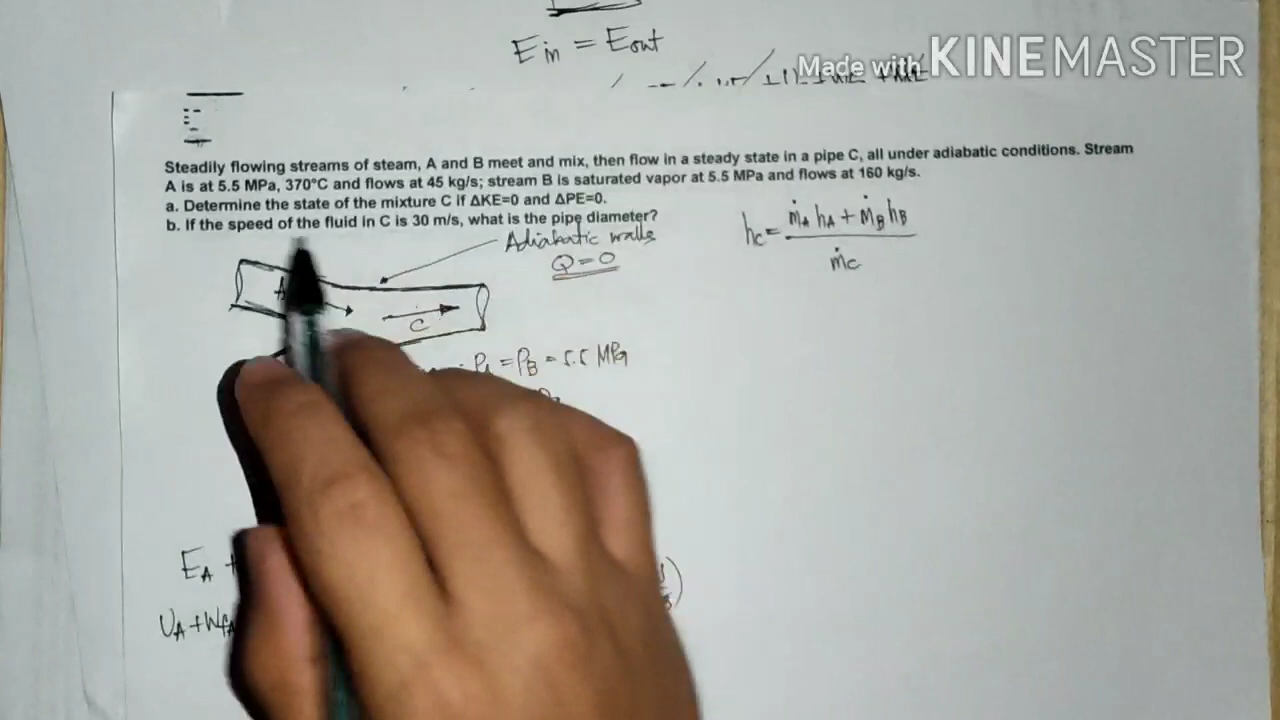 Ein = Eout
Made with KINEMASTER
Steadily flowing streams of steam, A and B meet and mix, then flow in a steady state in a pipe C, all under adiabatic conditions. Stream
A is at 5.5 MPa, 370°C and flows at 45 kg/s; stream B is saturated vapor at 5.5 MPa and flows at 160 kg/s.
a. Determine the state of the mixture C if ΔKE=0 and ΔPE=0.
b. If the speed of the fluid in C is 30 m/s, what is the pipe diameter?
hc = ṁA hA + ṁB hB
ṁc
Adiabatic walls
Q=0
A
C
= PB = 5.5 MPa
EA +
UA + WfA